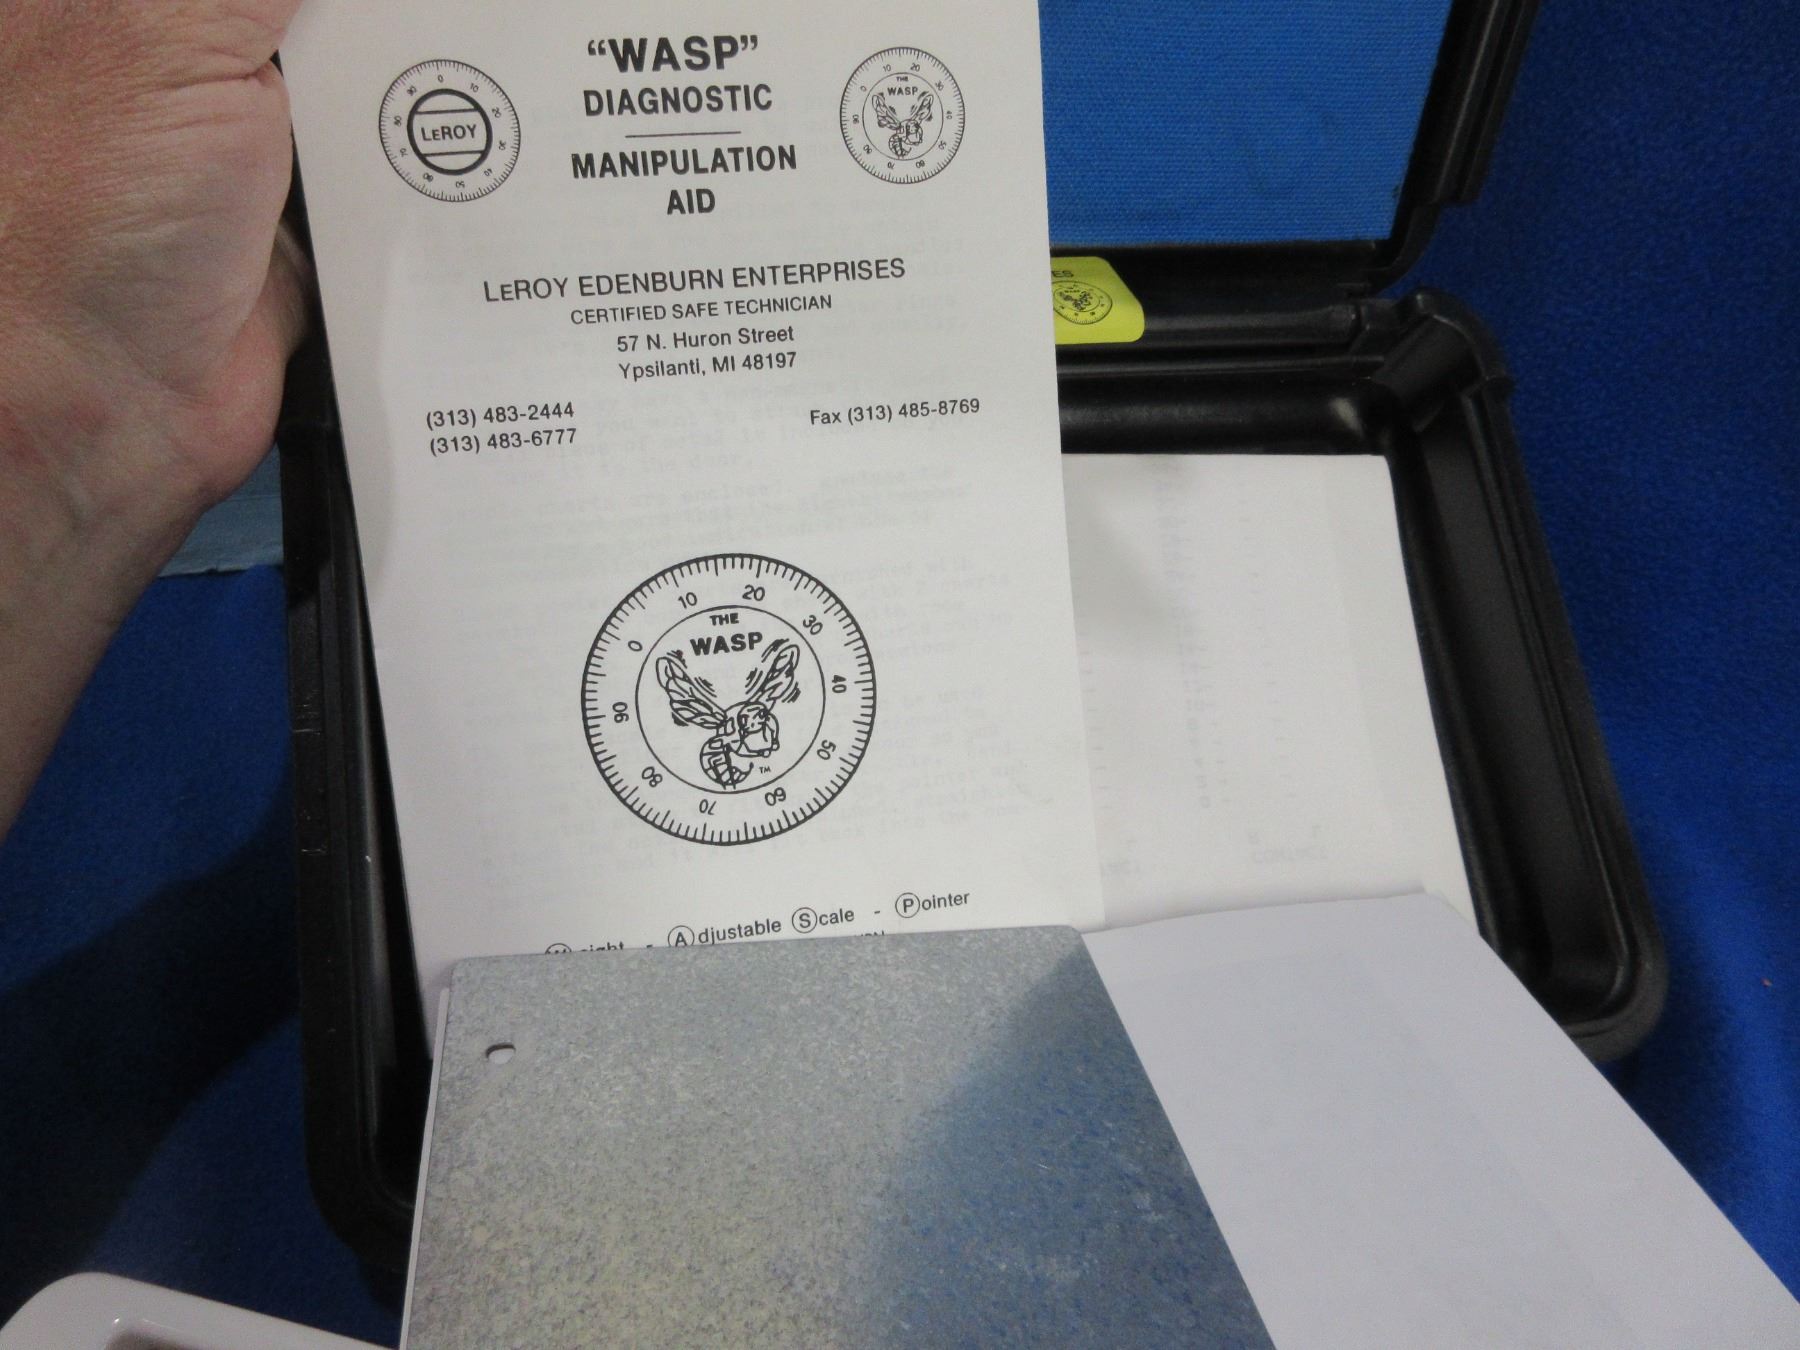 “WASP”
DIAGNOSTIC
MANIPULATION
AID
LEROY
THE
WASP
LEROY EDENBURN ENTERPRISES
CERTIFIED SAFE TECHNICIAN
57 N. Huron Street
Ypsilanti, MI 48197
(313) 483-2444
(313) 483-6777
Fax (313) 485-8769
0 10 20 30 40 50 60 70 80 90
THE
WASP
TM
Adjustable Scale - Pointer
ES